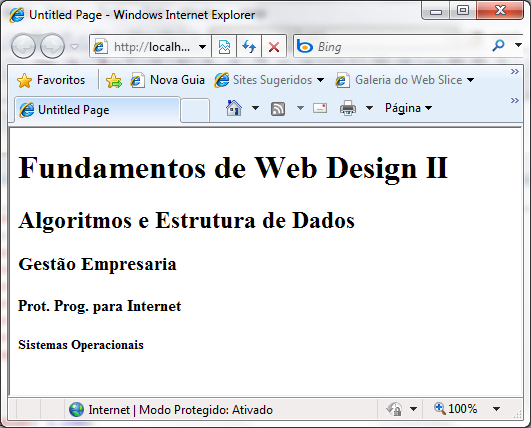 Untitled Page - Windows Internet Explorer
http://localh... Bing
Favoritos Nova Guia Sites Sugeridos Galeria do Web Slice
Untitled Page Página
Fundamentos de Web Design II
Algoritmos e Estrutura de Dados
Gestão Empresaria
Prot. Prog. para Internet
Sistemas Operacionais
Internet | Modo Protegido: Ativado 100%